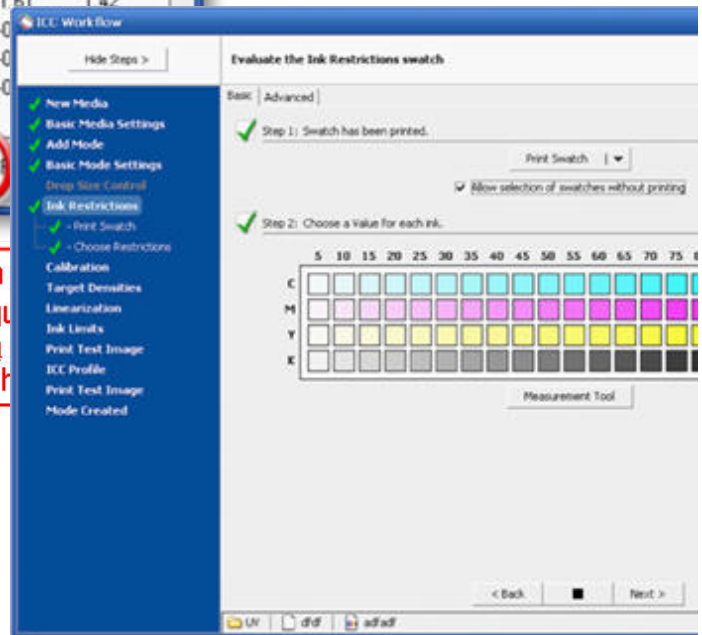 ICC Workflow
Hide Steps >
Evaluate the Ink Restrictions swatch
New Media
Basic Media Settings
Add Mode
Basic Mode Settings
Drop Size Control
Ink Restrictions
- Print Swatch
- Choose Restrictions
Calibration
Target Densities
Linearization
Ink Limits
Print Test Image
ICC Profile
Print Test Image
Mode Created
Basic Advanced
Step 1: Swatch has been printed.
Print Swatch
Allow selection of swatches without printing
Step 2: Choose a Value for each ink.
5 10 15 20 25 30 35 40 45 50 55 60 65 70 75
C
M
Y
K
Measurement Tool
< Back Next >
UV dfdf adfadf